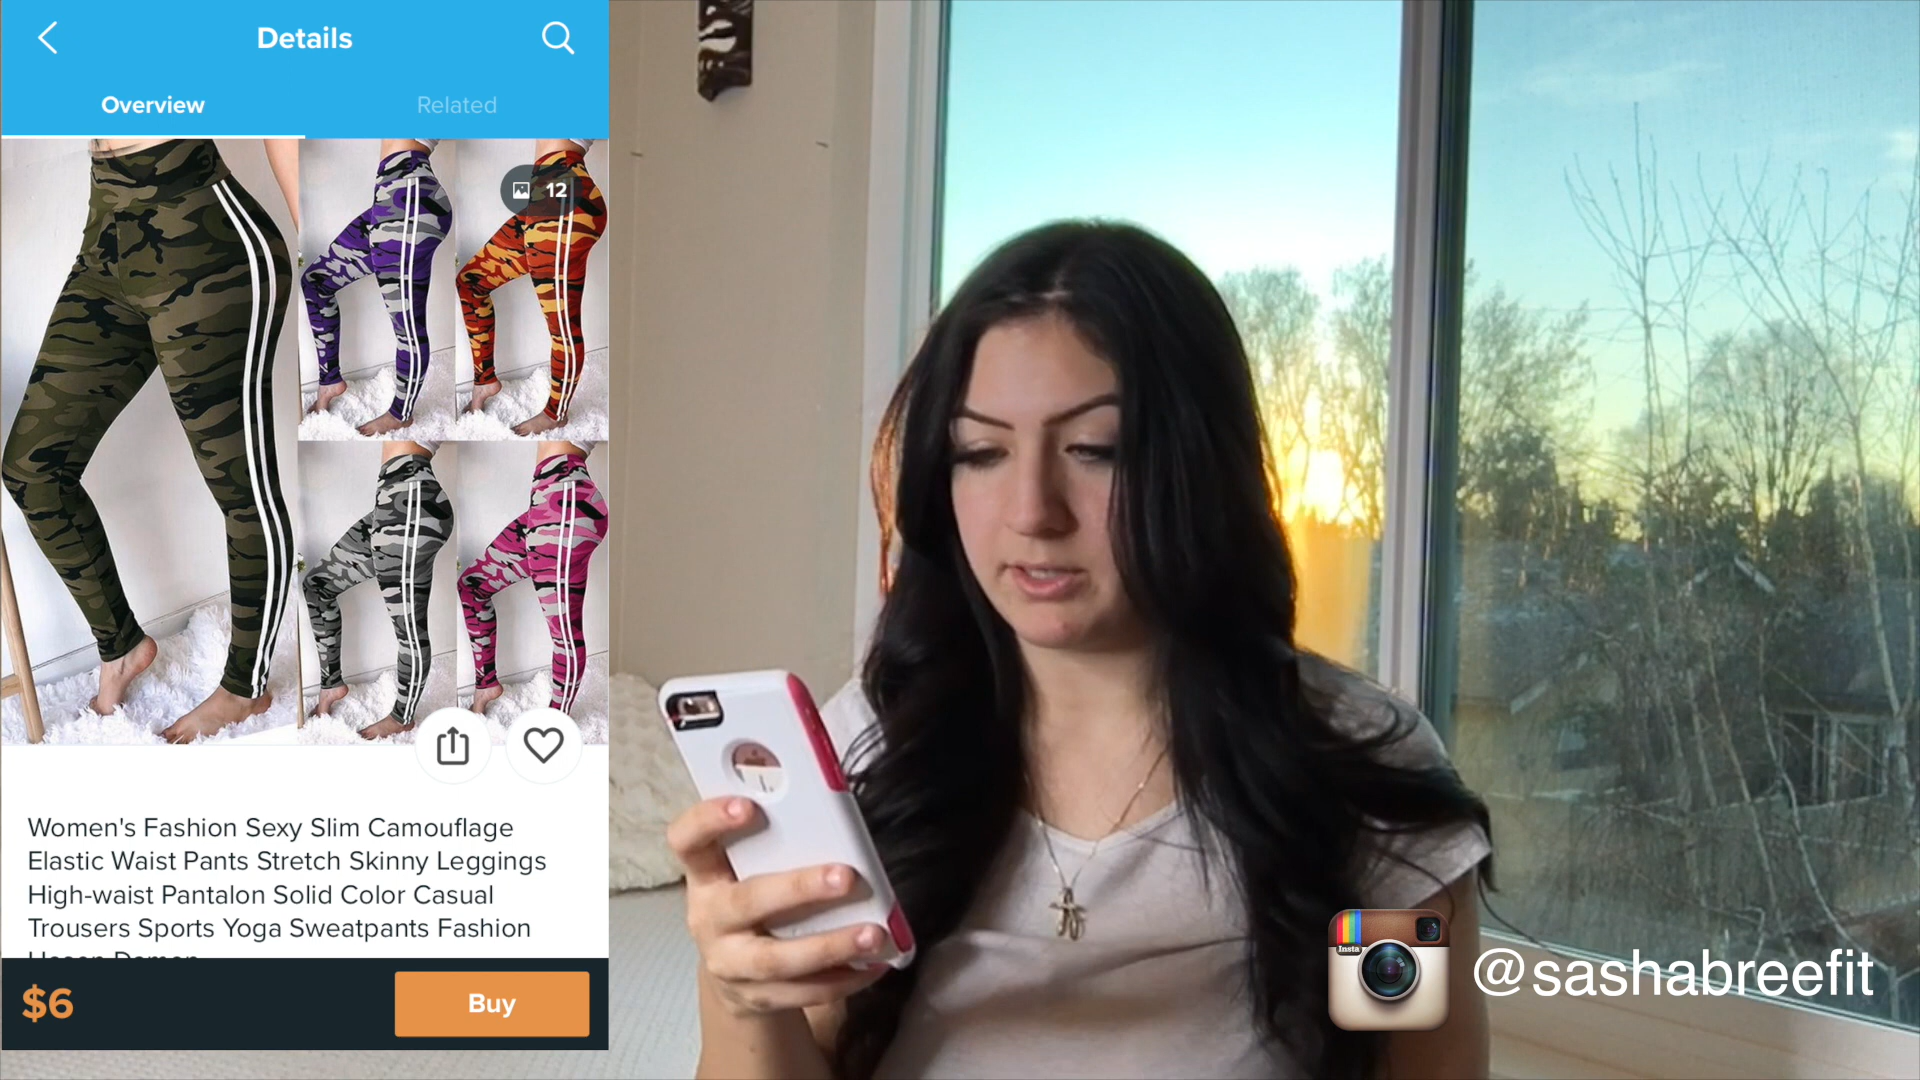 Details
Overview
Related
12
Women's Fashion Sexy Slim Camouflage
Elastic Waist Pants Stretch Skinny Leggings
High-waist Pantalon Solid Color Casual
Trousers Sports Yoga Sweatpants Fashion
$6
Buy
Insta
@sashabreefit